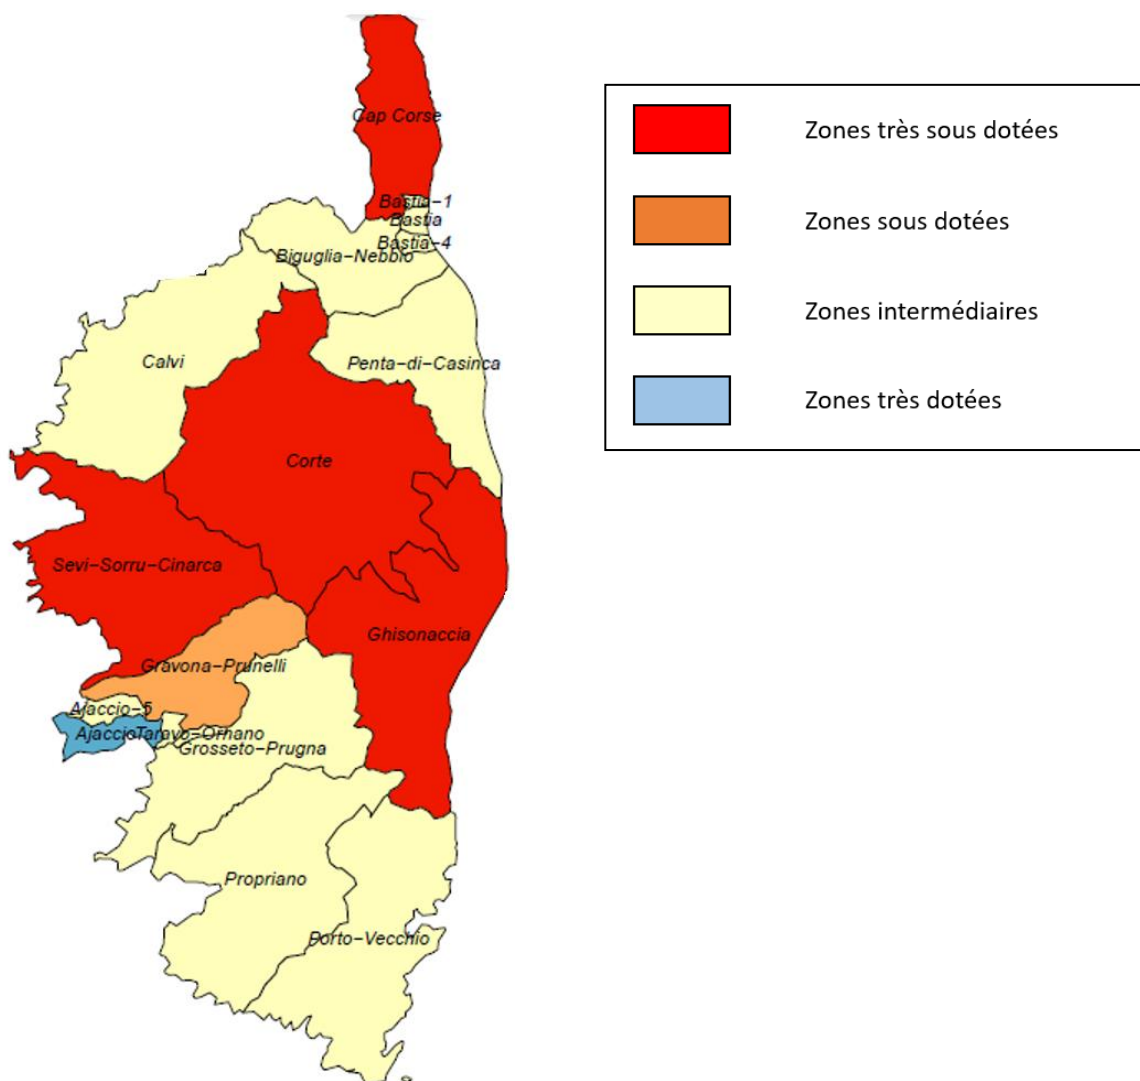 Cap Corse
Bastia-1
Bastia
Bastia-4
Biguglia-Nebbio
Calvi
Penta-di-Casinca
Corte
Sevi-Sorru-Cinarca
Ghisonaccia
Gravona-Prunelli
Ajaccio-5
Ajaccio
Taravo-Ornano
Grosseto-Prugna
Propriano
Porto-Vecchio
Zones très sous dotées
Zones sous dotées
Zones intermédiaires
Zones très dotées